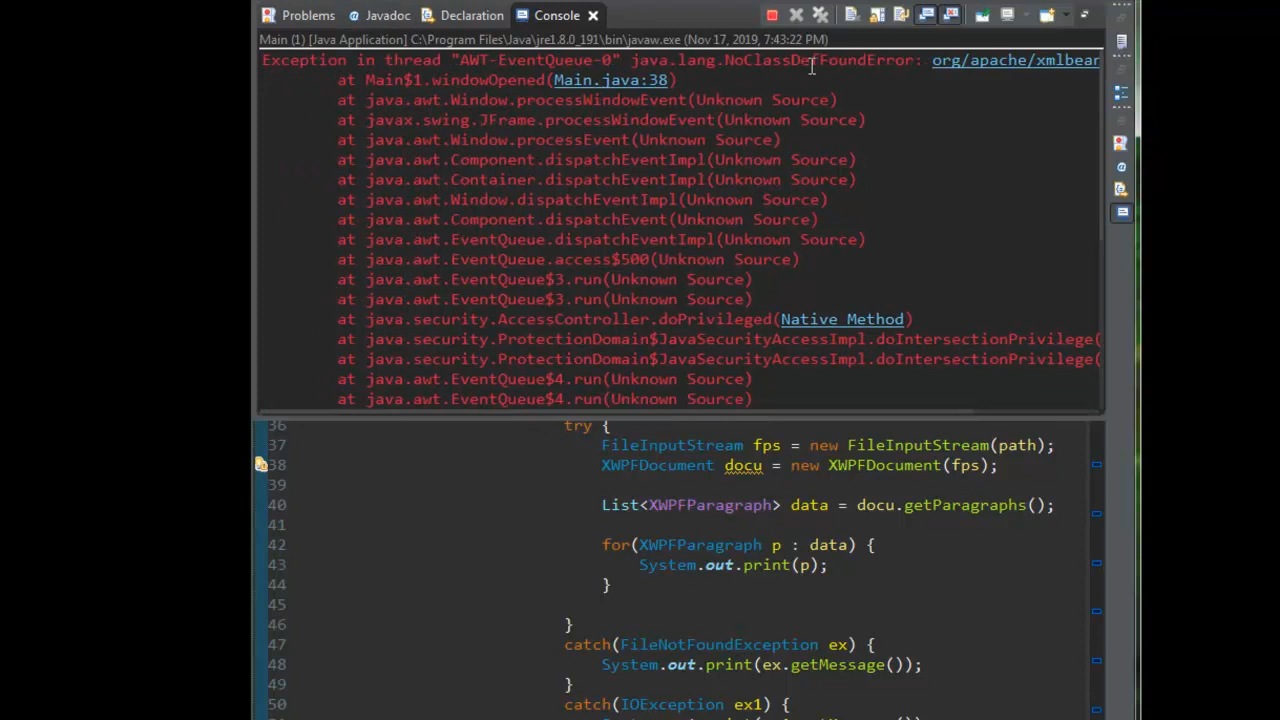 Problems Javadoc Declaration Console
Main (1) [Java Application] C:\Program Files\Java\jre1.8.0_191\bin\javaw.exe (Nov 17, 2019, 7:43:22 PM)
Exception in thread "AWT-EventQueue-0" java.lang.NoClassDefFoundError: org/apache/xmlbear
at Main$1.windowOpened(Main.java:38)
at java.awt.Window.processWindowEvent(Unknown Source)
at javax.swing.JFrame.processWindowEvent(Unknown Source)
at java.awt.Window.processEvent(Unknown Source)
at java.awt.Component.dispatchEventImpl(Unknown Source)
at java.awt.Container.dispatchEventImpl(Unknown Source)
at java.awt.Window.dispatchEventImpl(Unknown Source)
at java.awt.Component.dispatchEvent(Unknown Source)
at java.awt.EventQueue.dispatchEventImpl(Unknown Source)
at java.awt.EventQueue.access$500(Unknown Source)
at java.awt.EventQueue$3.run(Unknown Source)
at java.awt.EventQueue$3.run(Unknown Source)
at java.security.AccessController.doPrivileged(Native Method)
at java.security.ProtectionDomain$JavaSecurityAccessImpl.doIntersectionPrivilege(
at java.security.ProtectionDomain$JavaSecurityAccessImpl.doIntersectionPrivilege(
at java.awt.EventQueue$4.run(Unknown Source)
at java.awt.EventQueue$4.run(Unknown Source)
36 try {
37 FileInputStream fps = new FileInputStream(path);
38 XWPFDocument docu = new XWPFDocument(fps);
39
40 List<XWPFParagraph> data = docu.getParagraphs();
41
42 for(XWPFParagraph p : data) {
43 System.out.print(p);
44 }
45
46 }
47 catch(FileNotFoundException ex) {
48 System.out.print(ex.getMessage());
49 }
50 catch(IOException ex1) {